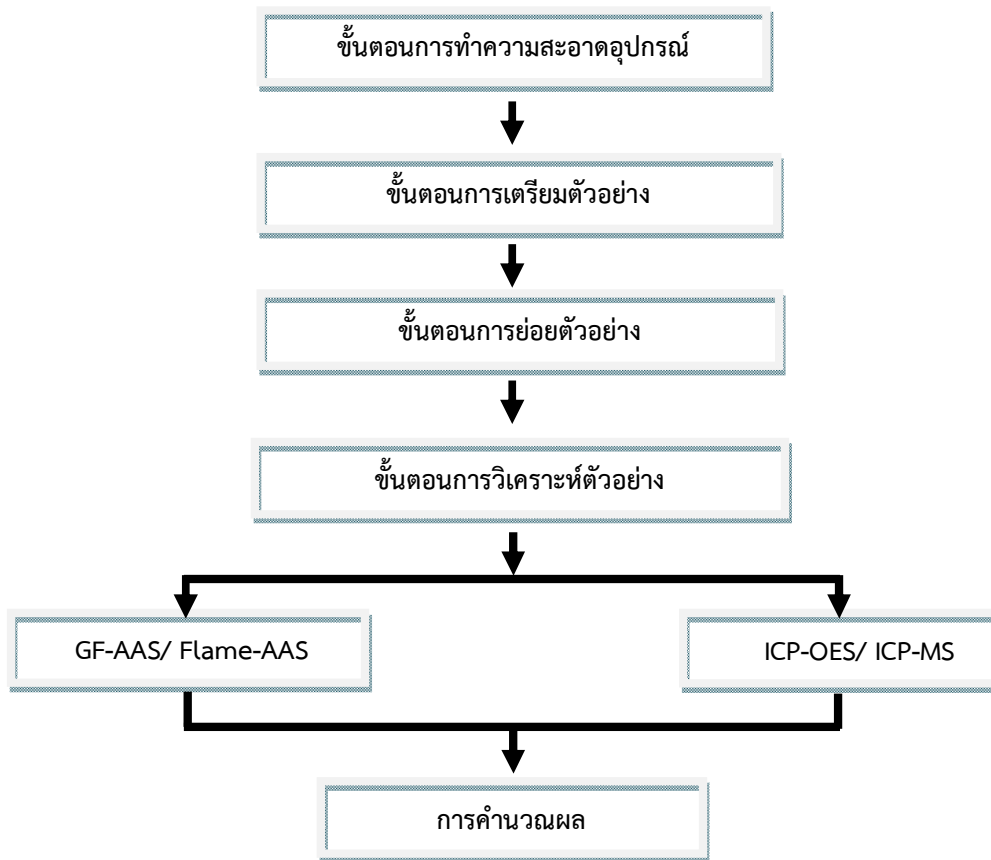 ขั้นตอนการทำความสะอาดอุปกรณ์
ขั้นตอนการเตรียมตัวอย่าง
ขั้นตอนการย่อยตัวอย่าง
ขั้นตอนการวิเคราะห์ตัวอย่าง
GF-AAS/ Flame-AAS
ICP-OES/ ICP-MS
การคำนวณผล